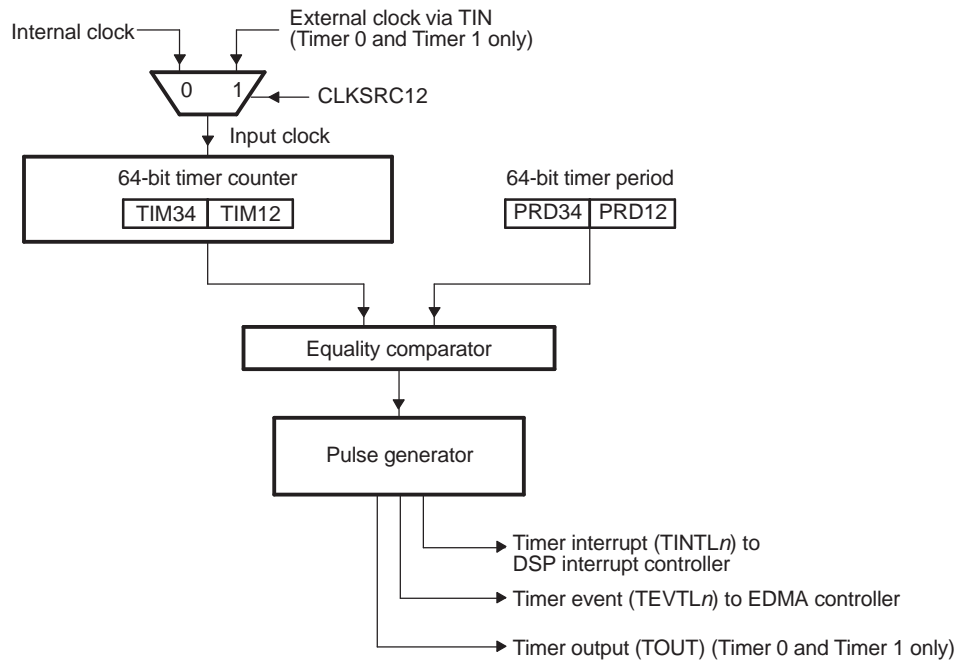 Internal clock
External clock via TIN
(Timer 0 and Timer 1 only)
0 1
CLKSRC12
Input clock
64-bit timer counter
TIM34 TIM12
64-bit timer period
PRD34 PRD12
Equality comparator
Pulse generator
Timer interrupt (TINTLn) to
DSP interrupt controller
Timer event (TEVTLn) to EDMA controller
Timer output (TOUT) (Timer 0 and Timer 1 only)